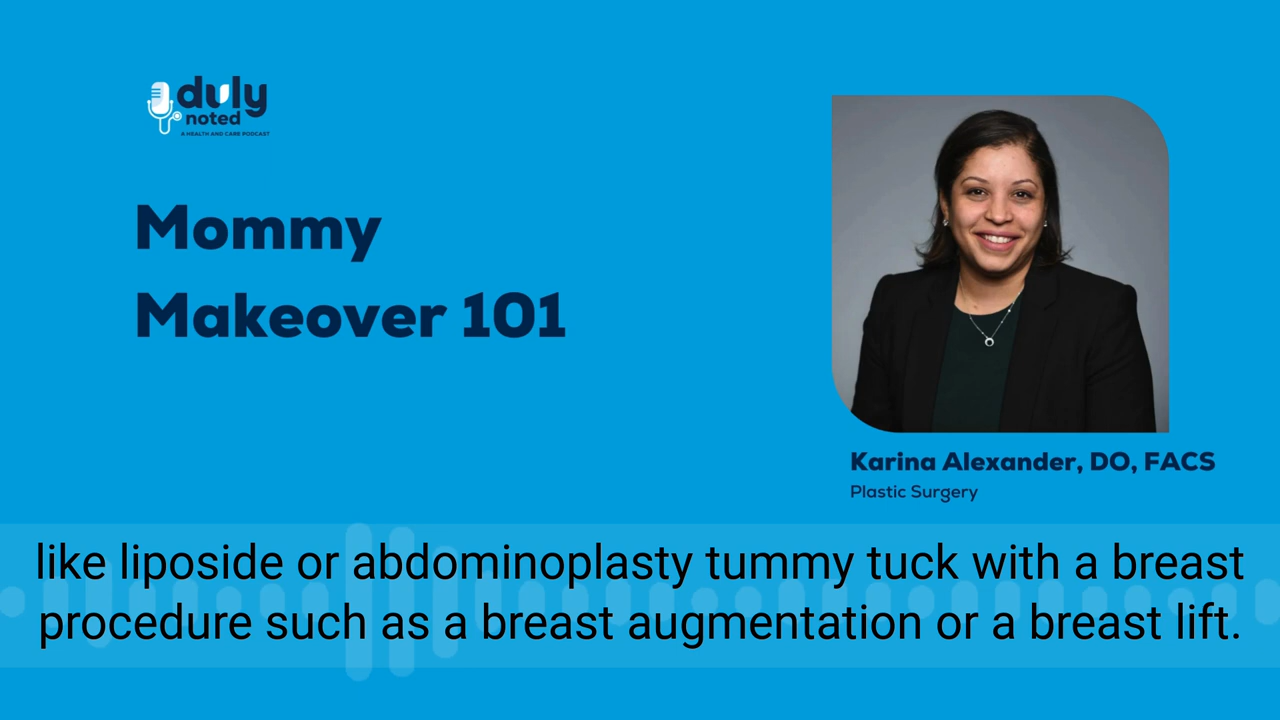 duly
noted
A HEALTH AND CARE PODCAST
Mommy
Makeover 101
Karina Alexander, DO, FACS
Plastic Surgery
like liposide or abdominoplasty tummy tuck with a breast
procedure such as a breast augmentation or a breast lift.